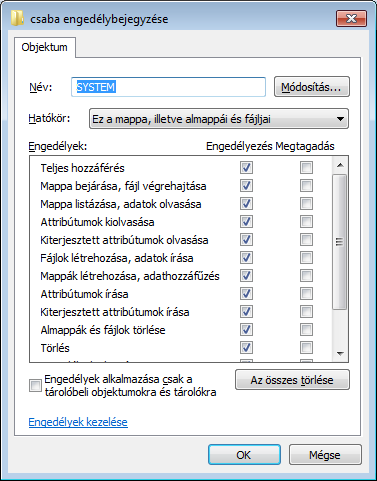 csaba engedélybejegyzése
Objektum
Név: SYSTEM Módosítás...
Hatókör: Ez a mappa, illetve almappái és fájljai
Engedélyek: Engedélyezés Megtagadás
Teljes hozzáférés
Mappa bejárása, fájl végrehajtása
Mappa listázása, adatok olvasása
Attribútumok kiolvasása
Kiterjesztett attribútumok olvasása
Fájlok létrehozása, adatok írása
Mappák létrehozása, adathozzáfűzés
Attribútumok írása
Kiterjesztett attribútumok írása
Almappák és fájlok törlése
Törlés
Engedélyek alkalmazása csak a
tárolóbeli objektumokra és tárolókra
Az összes törlése
Engedélyek kezelése
OK Mégse